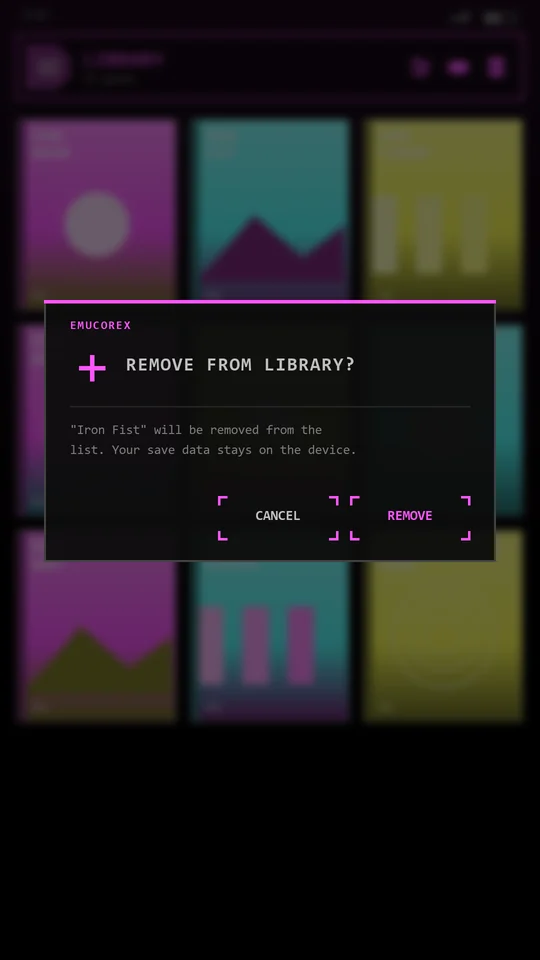 EMUCOREX
REMOVE FROM LIBRARY?
"Iron Fist" will be removed from the
list. Your save data stays on the device.
CANCEL
REMOVE